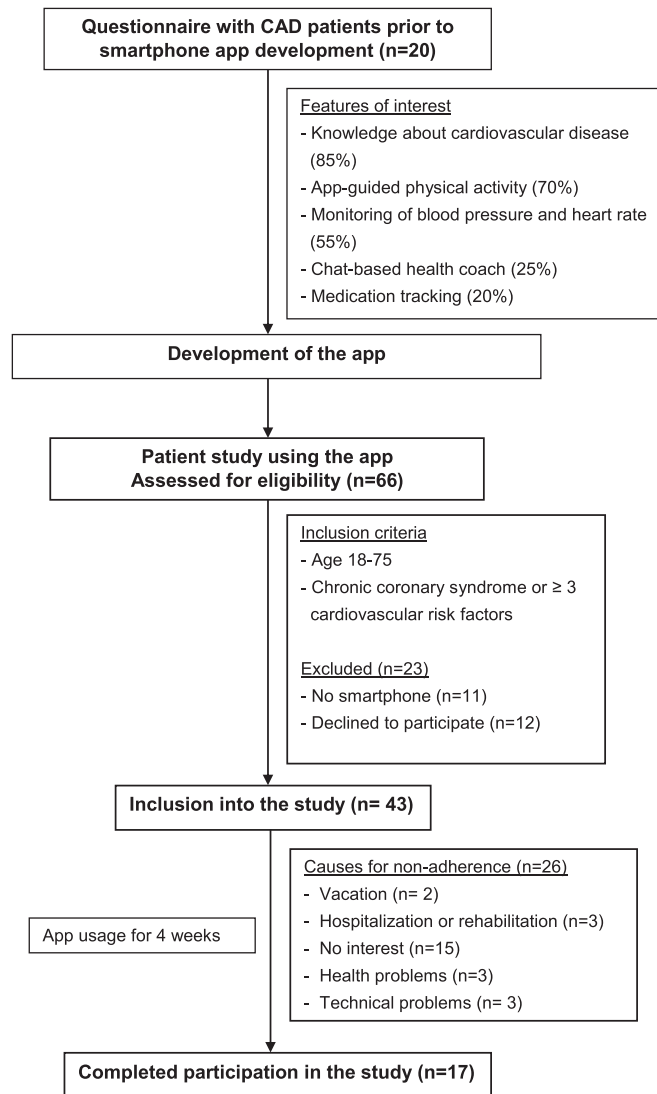 Questionnaire with CAD patients prior to
smartphone app development (n=20)
Features of interest
- Knowledge about cardiovascular disease
(85%)
- App-guided physical activity (70%)
- Monitoring of blood pressure and heart rate
(55%)
- Chat-based health coach (25%)
- Medication tracking (20%)
Development of the app
Patient study using the app
Assessed for eligibility (n=66)
Inclusion criteria
- Age 18-75
- Chronic coronary syndrome or ≥ 3
cardiovascular risk factors
Excluded (n=23)
- No smartphone (n=11)
- Declined to participate (n=12)
Inclusion into the study (n= 43)
Causes for non-adherence (n=26)
- Vacation (n= 2)
- Hospitalization or rehabilitation (n=3)
- No interest (n=15)
- Health problems (n=3)
- Technical problems (n= 3)
App usage for 4 weeks
Completed participation in the study (n=17)